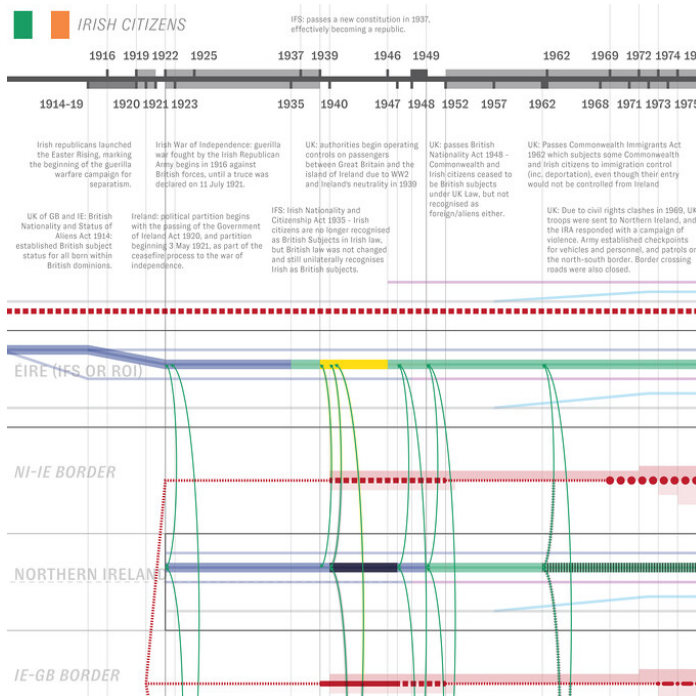 IRISH CITIZENS
IFS: passes a new constitution in 1937,
effectively becoming a republic.
1916 1919 1922 1925 1937 1939 1946 1949 1962 1969 1972 1974
1914-19 1920 1921 1923 1935 1940 1947 1948 1952 1957 1962 1968 1971 1973 1975
Irish republicans launched
the Easter Rising, marking
the beginning of the guerilla
warfare campaign for
separatism.
Irish War of Independence: guerilla
war fought by the Irish Republican
Army begins in 1916 against
British forces, until a truce was
declared on 11 July 1921.
UK: authorities begin operating
controls on passengers
between Great Britain and the
island of Ireland due to WW2
and Ireland's neutrality in 1939
UK: passes British
Nationality Act 1948 -
Commonwealth and
Irish citizens ceased to
be British subjects
under UK Law, but not
recognised as
foreign/aliens either.
UK: Passes Commonwealth Immigrants Act
1962 which subjects some Commonwealth
and Irish citizens to immigration control
(inc. deportation), even though their entry
would not be controlled from Ireland
UK of GB and IE: British
Nationality and Status of
Aliens Act 1914:
established British subject
status for all born within
British dominions.
Ireland: political partition begins
with the passing of the Government
of Ireland Act 1920, and partition
beginning 3 May 1921, as part of the
ceasefire process to the war of
independence.
IFS: Irish Nationality and
Citizenship Act 1935 - Irish
citizens are no longer recognised
as British Subjects in Irish law,
but British law was not changed
and still unilaterally recognises
Irish as British subjects.
UK: Due to civil rights clashes in 1969, UK
troops were sent to Northern Ireland, and
the IRA responded with a campaign of
violence. Army established checkpoints
for vehicles and personnel, and patrols on
the north-south border. Border crossing
roads were also closed.
ÉIRE (IFS OR ROI)
NI-IE BORDER
NORTHERN IRELAND
IE-GB BORDER